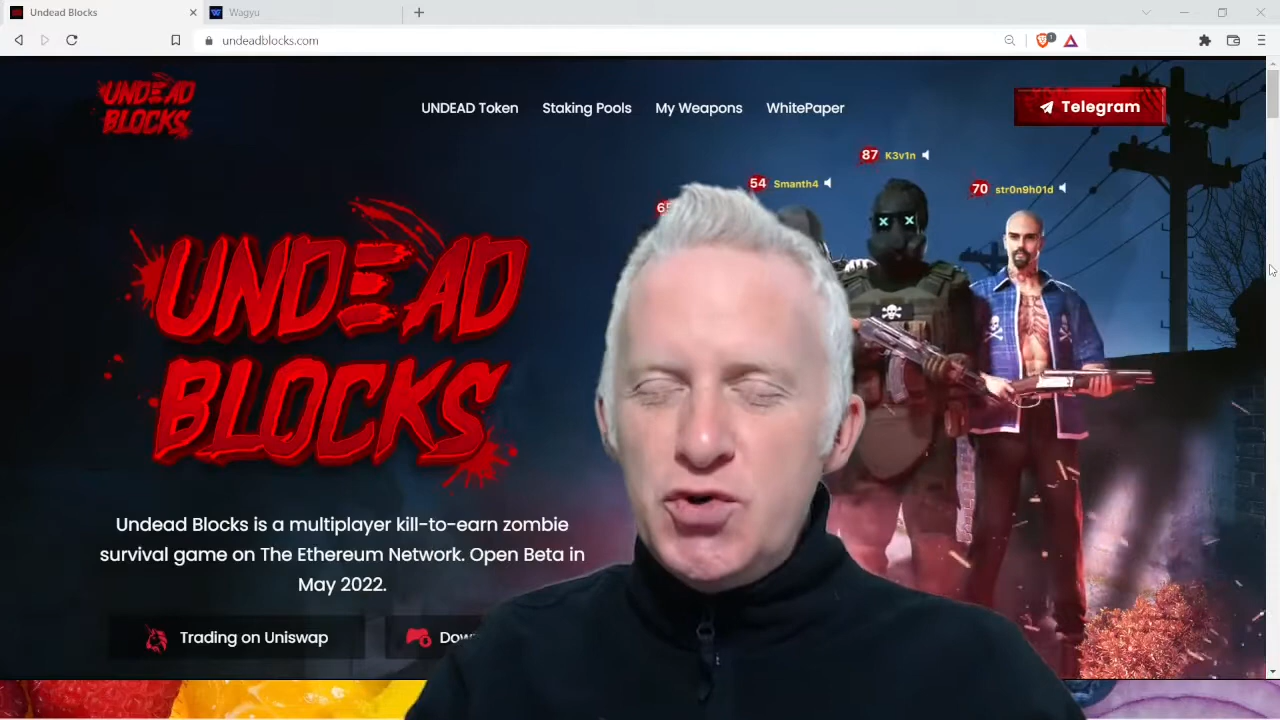 Undead Blocks
Wagyu
undeadblocks.com
1
UNDEAD BLOCKS
UNDEAD Token
Staking Pools
My Weapons
WhitePaper
Telegram
87 K3v1n
54 Smanth4
70 str0n9h01d
UNDEAD
BLOCKS
Undead Blocks is a multiplayer kill-to-earn zombie
survival game on The Ethereum Network. Open Beta in
May 2022.
Trading on Uniswap